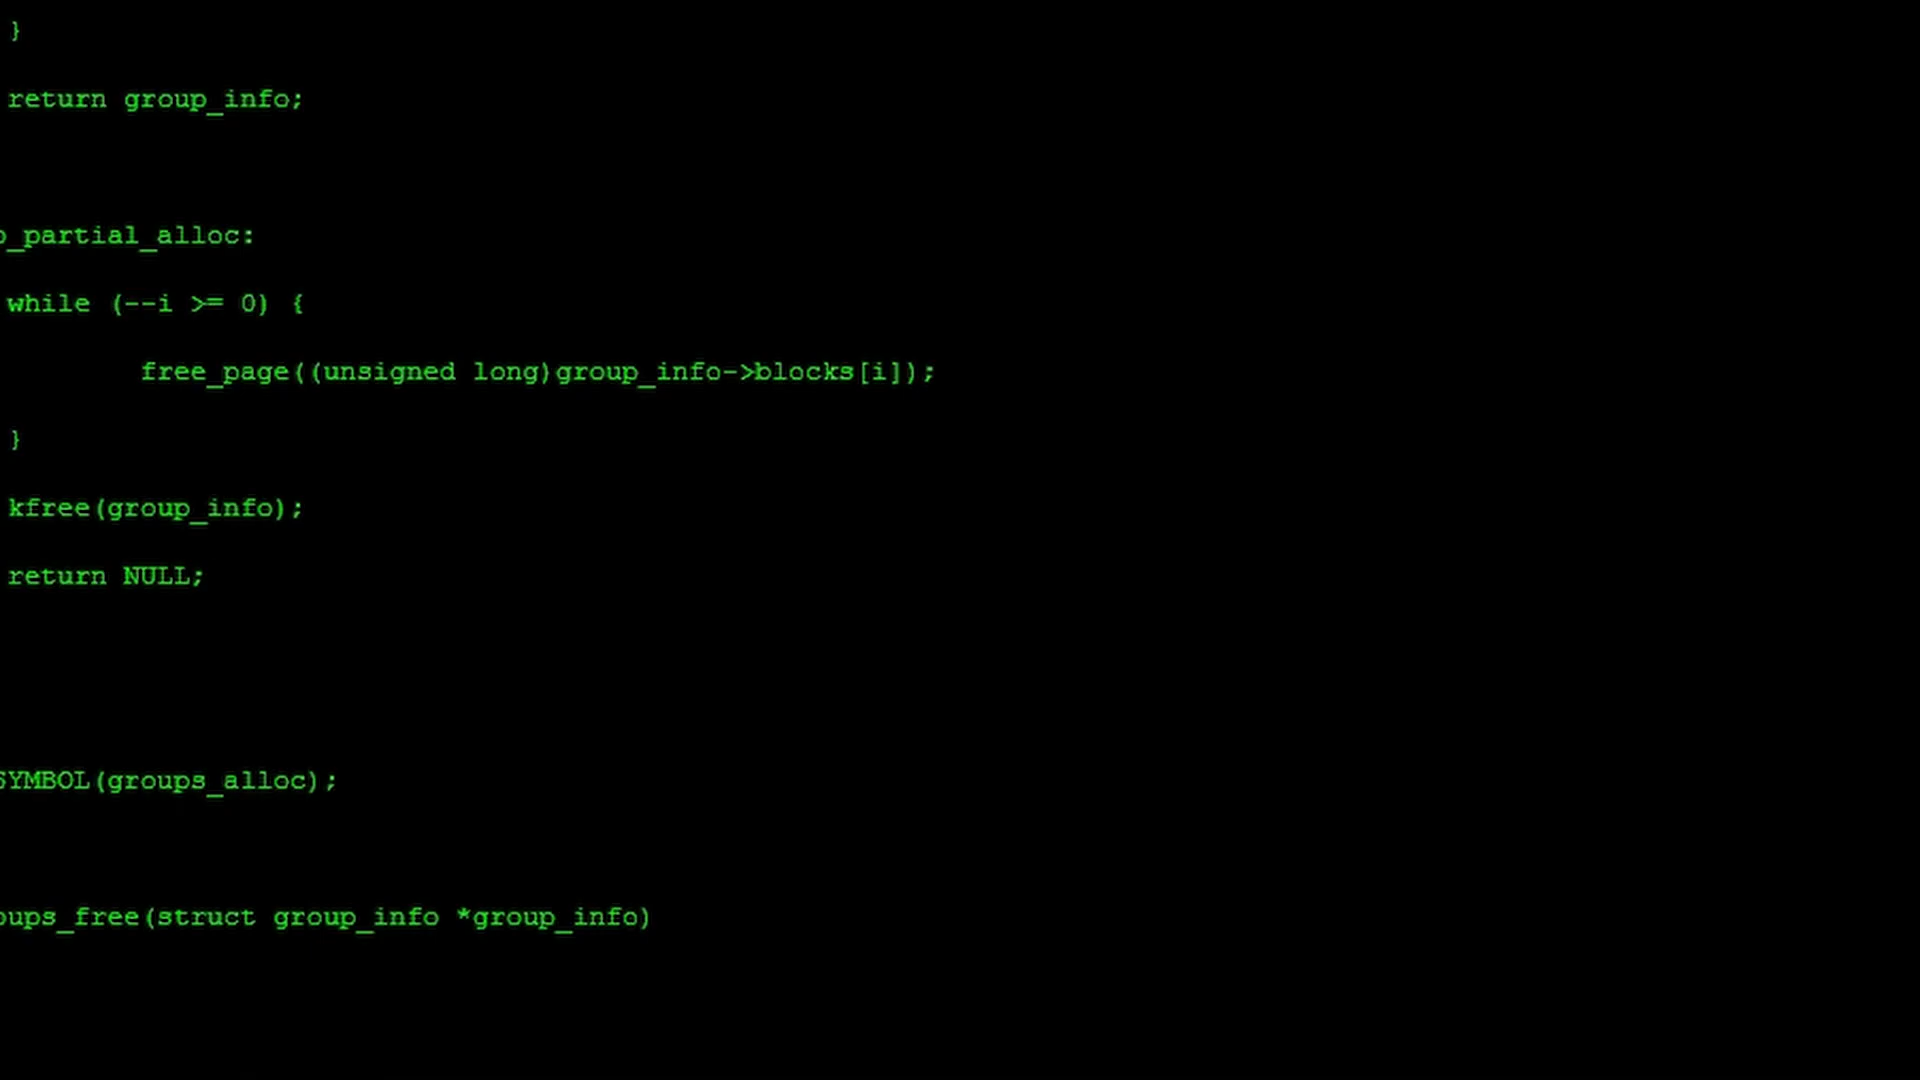 }
return group_info;
_partial_alloc:
while (--i >= 0) {
free_page((unsigned long)group_info->blocks[i]);
}
kfree(group_info);
return NULL;
SYMBOL(groups_alloc);
oups_free(struct group_info *group_info)